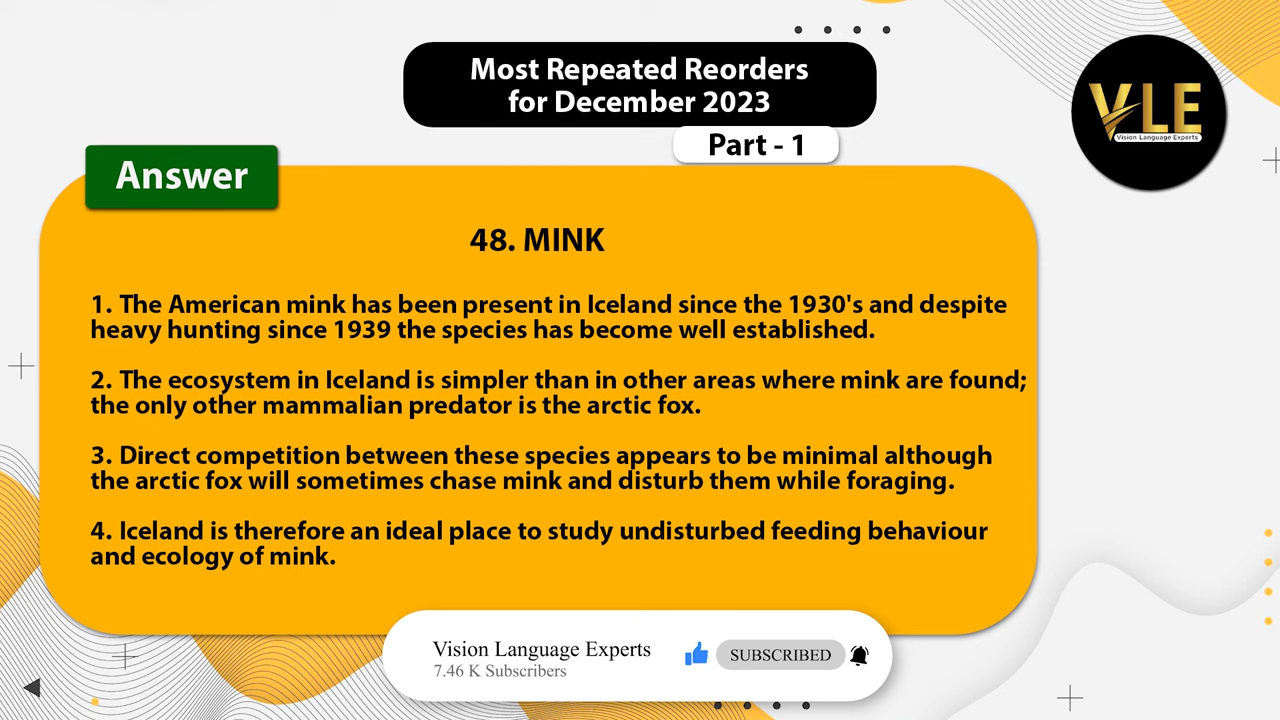 Most Repeated Reorders
for December 2023
Part - 1
VLE
Vision Language Experts
Answer
48. MINK
1. The American mink has been present in Iceland since the 1930's and despite
heavy hunting since 1939 the species has become well established.
2. The ecosystem in Iceland is simpler than in other areas where mink are found;
the only other mammalian predator is the arctic fox.
3. Direct competition between these species appears to be minimal although
the arctic fox will sometimes chase mink and disturb them while foraging.
4. Iceland is therefore an ideal place to study undisturbed feeding behaviour
and ecology of mink.
Vision Language Experts
7.46 K Subscribers
SUBSCRIBED